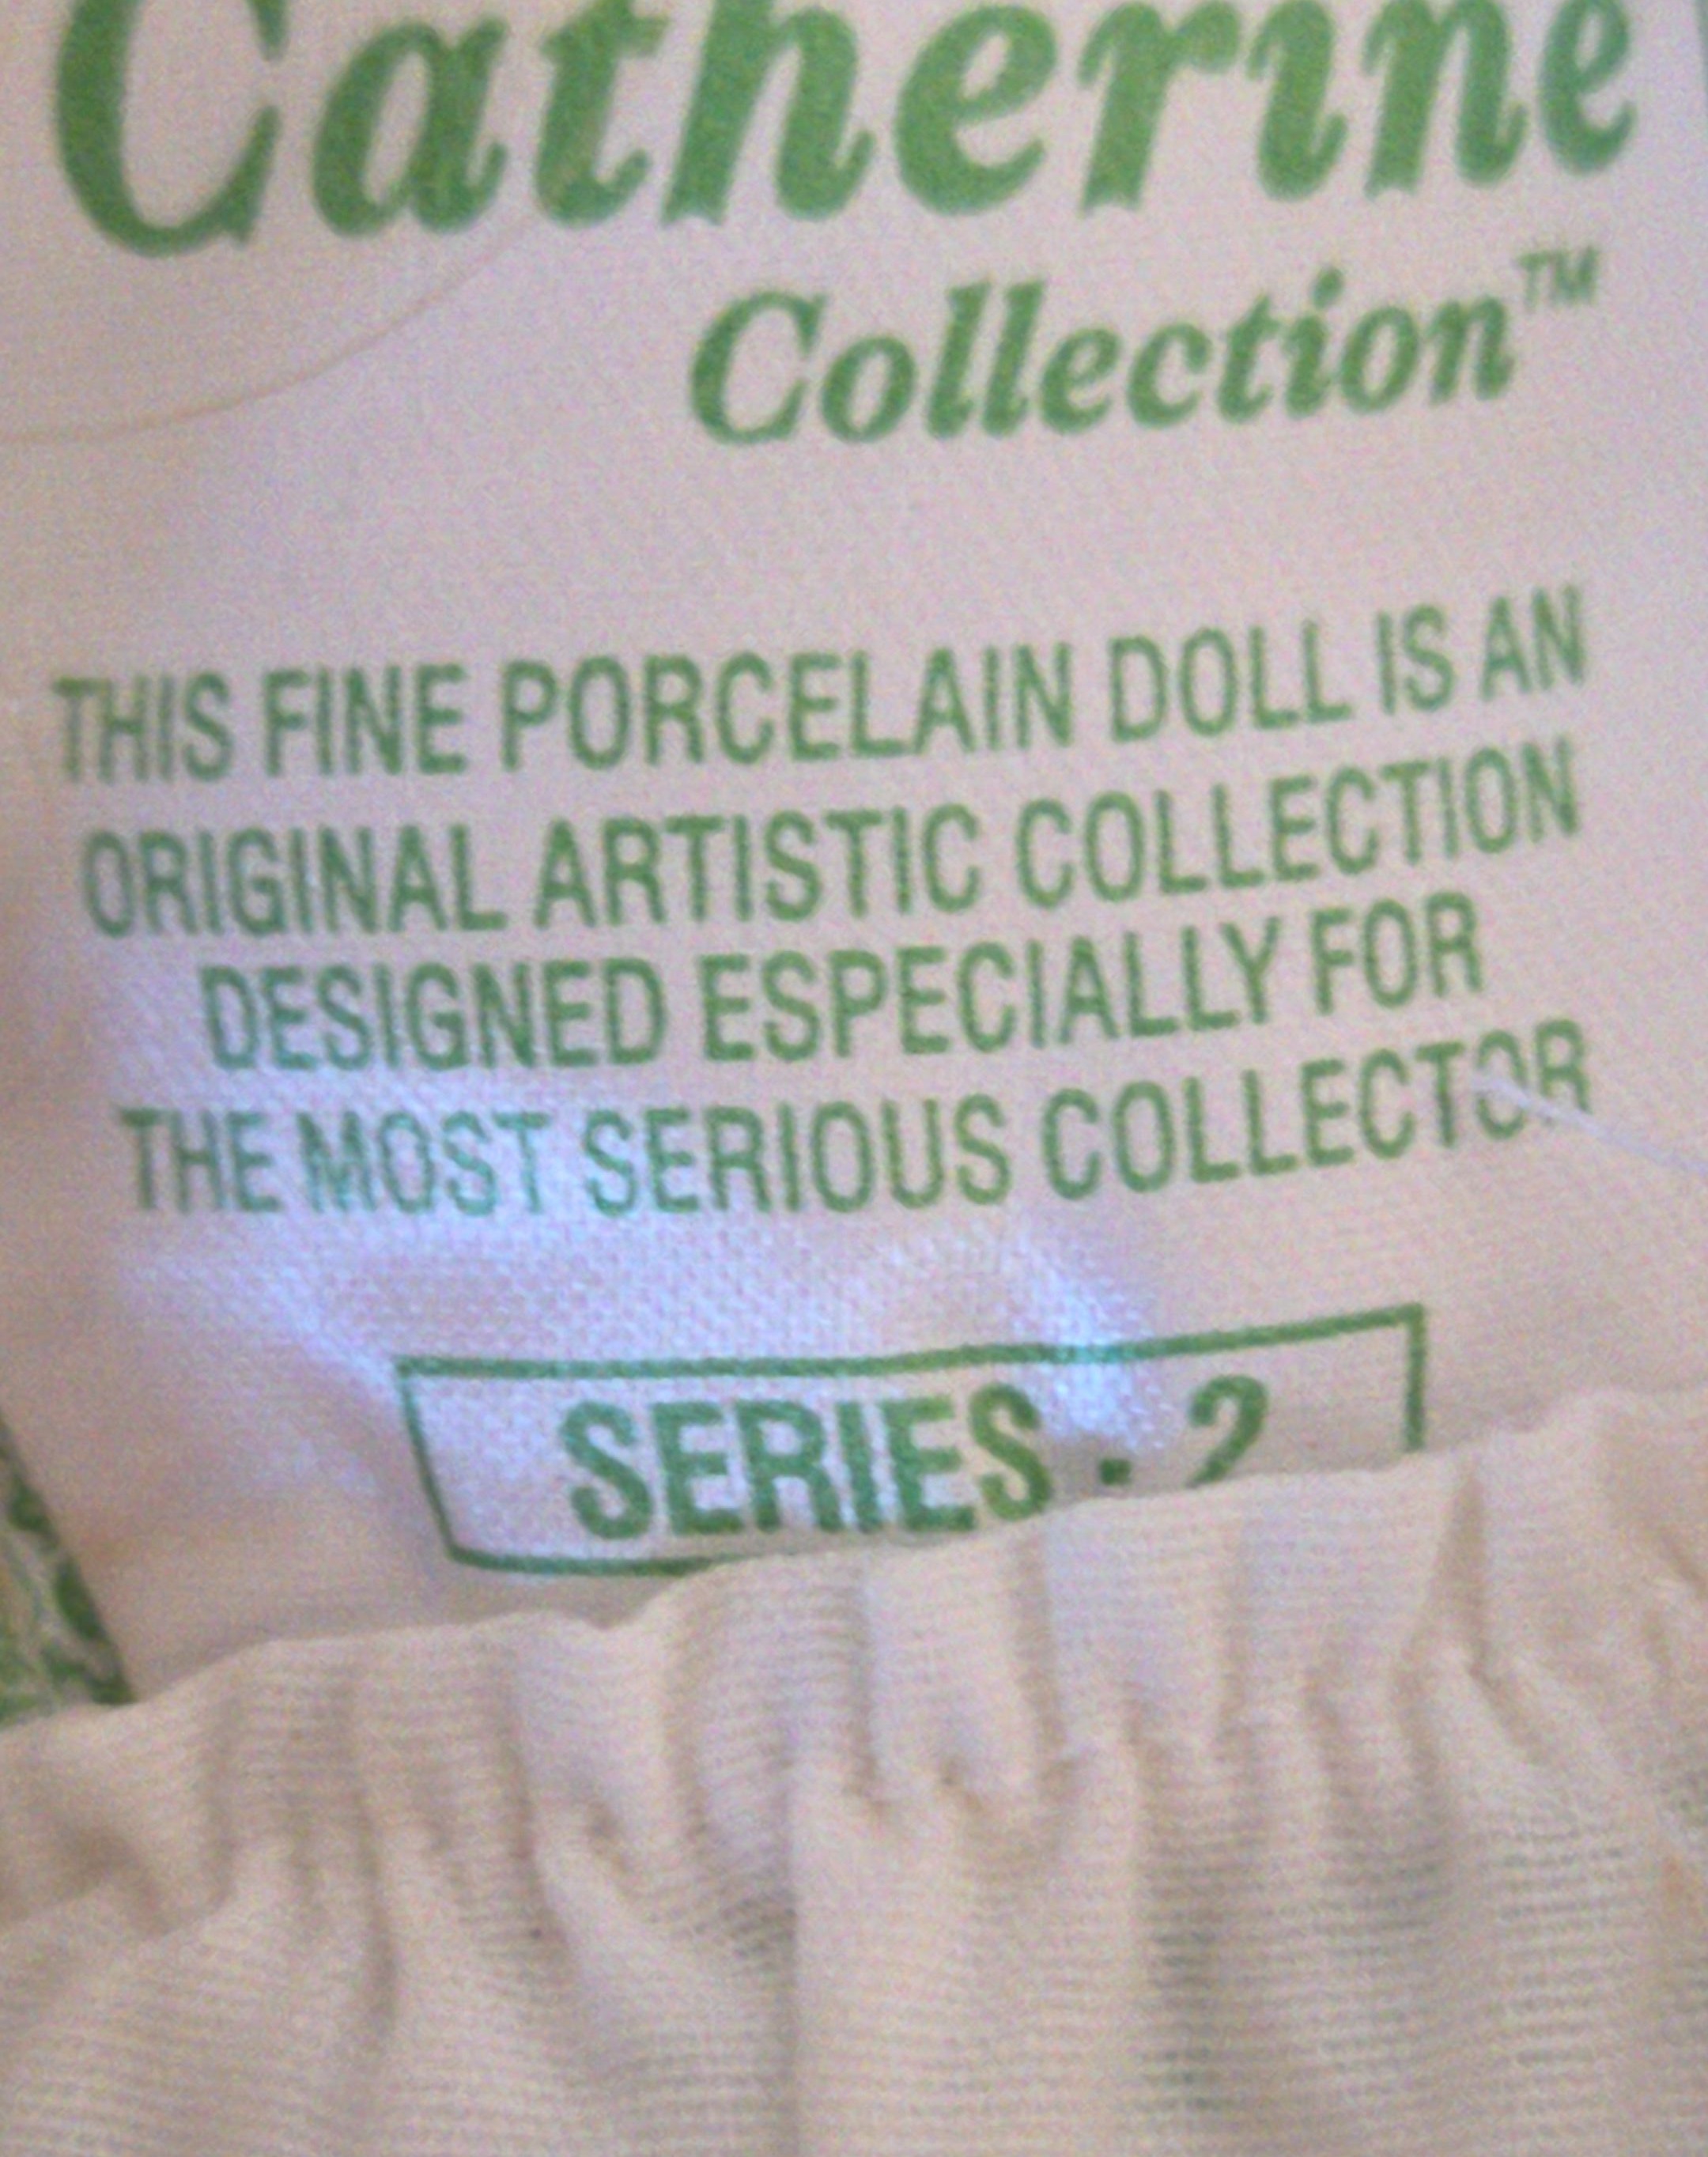 Catherine
Collection™
THIS FINE PORCELAIN DOLL IS AN
ORIGINAL ARTISTIC COLLECTION
DESIGNED ESPECIALLY FOR
THE MOST SERIOUS COLLECTOR
SERIES · 2